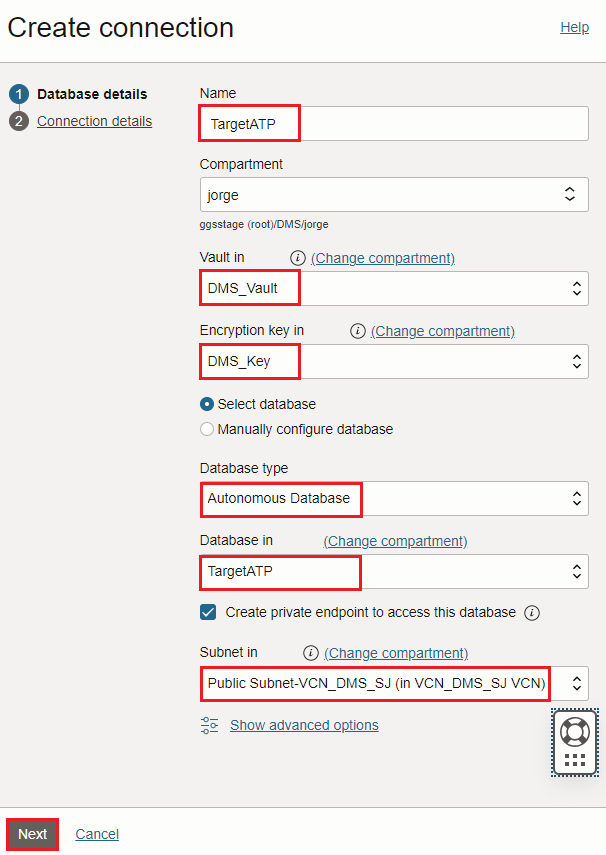 Create connection
Help
1 Database details
2 Connection details
Name
TargetATP
Compartment
jorge
ggsstage (root)/DMS/jorge
Vault in i (Change compartment)
DMS_Vault
Encryption key in i (Change compartment)
DMS_Key
Select database
Manually configure database
Database type
Autonomous Database
Database in (Change compartment)
TargetATP
Create private endpoint to access this database i
Subnet in i (Change compartment)
Public Subnet-VCN_DMS_SJ (in VCN_DMS_SJ VCN)
Show advanced options
Next Cancel